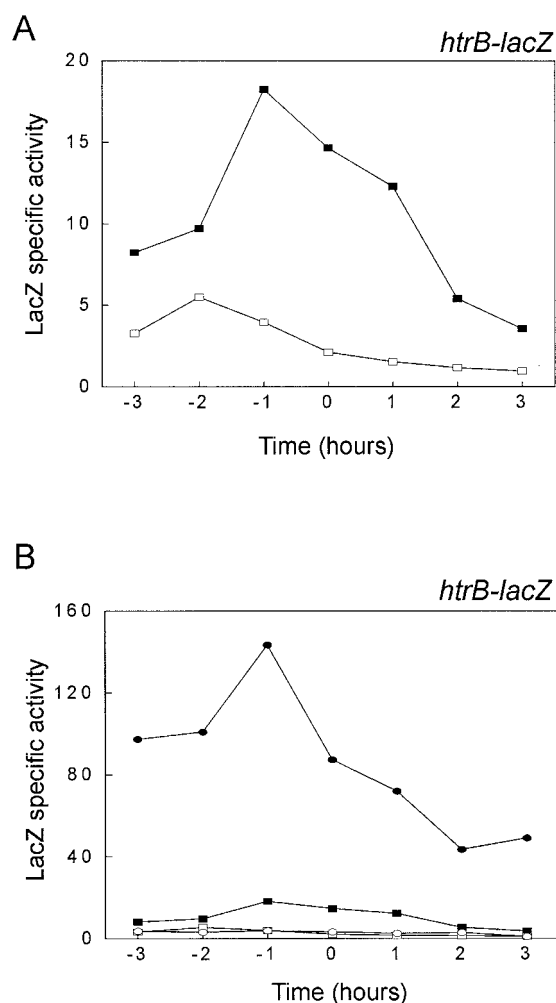 A
htrB-lacZ
20
15
10
5
0
LacZ specific activity
-3 -2 -1 0 1 2 3
Time (hours)
B
htrB-lacZ
160
120
80
40
0
LacZ specific activity
-3 -2 -1 0 1 2 3
Time (hours)